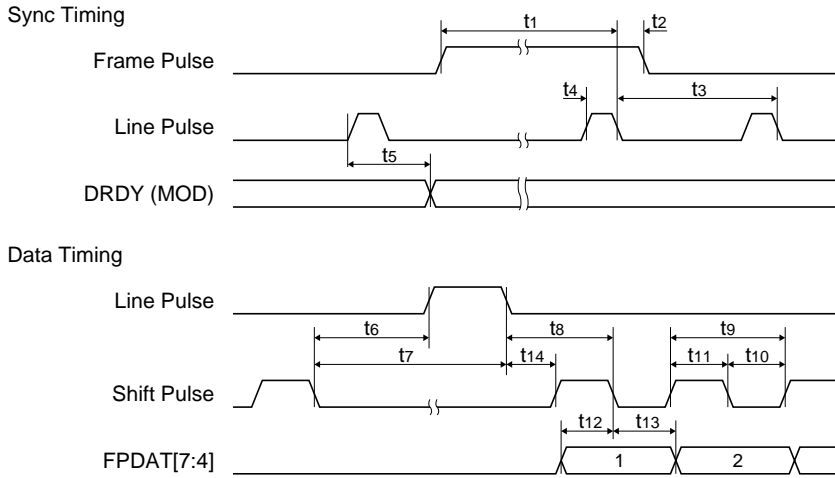 Sync Timing
t1 t2
Frame Pulse
t4 t3
Line Pulse
t5
DRDY (MOD)
Data Timing
Line Pulse
t6 t8 t9
t7 t14 t11 t10
Shift Pulse
t12 t13
FPDAT[7:4] 1 2